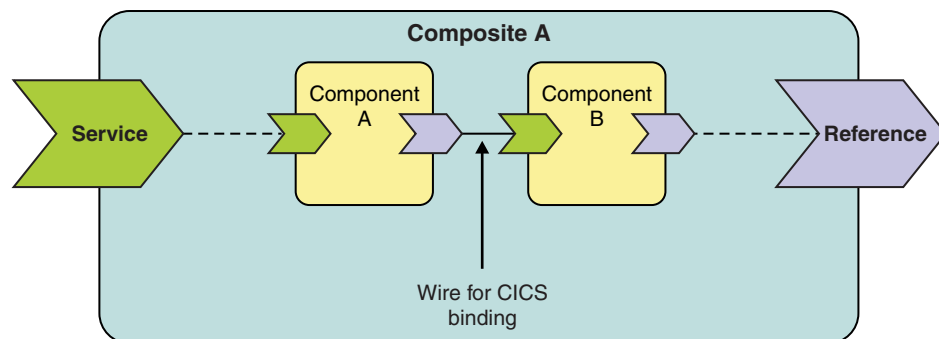 Composite A
Service
Component
A
Component
B
Reference
Wire for CICS
binding